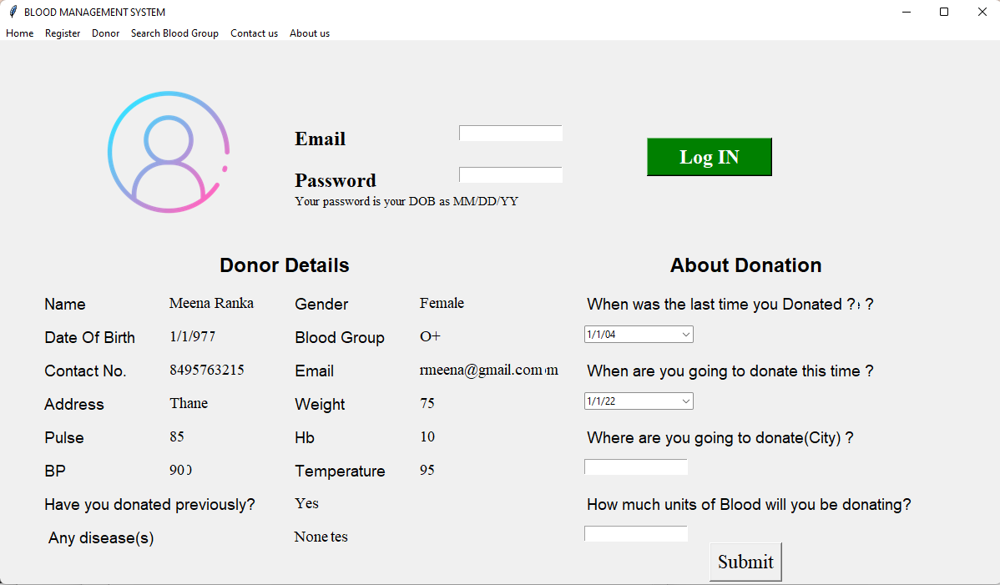 BLOOD MANAGEMENT SYSTEM
Home Register Donor Search Blood Group Contact us About us
Email
Password
Your password is your DOB as MM/DD/YY
Log IN
Donor Details
Name Meena Ranka Gender Female
Date Of Birth 1/1/977 Blood Group O+
Contact No. 8495763215 Email rmeena@gmail.com m
Address Thane Weight 75
Pulse 85 Hb 10
BP 90 Temperature 95
Have you donated previously? Yes
Any disease(s) None tes
About Donation
When was the last time you Donated ? ?
1/1/04
When are you going to donate this time ?
1/1/22
Where are you going to donate(City) ?
How much units of Blood will you be donating?
Submit